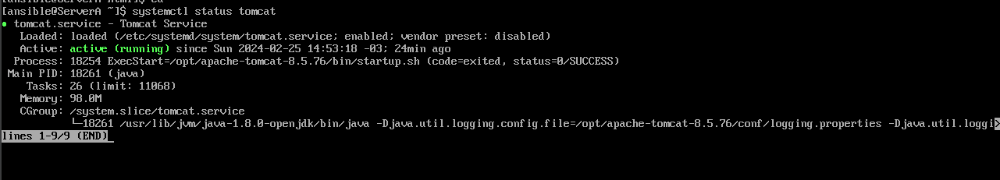 [ansible@ServerA html]$ cd
[ansible@ServerA ~]$ systemctl status tomcat
● tomcat.service - Tomcat Service
   Loaded: loaded (/etc/systemd/system/tomcat.service; enabled; vendor preset: disabled)
   Active: active (running) since Sun 2024-02-25 14:53:18 -03; 24min ago
  Process: 18254 ExecStart=/opt/apache-tomcat-8.5.76/bin/startup.sh (code=exited, status=0/SUCCESS)
 Main PID: 18261 (java)
    Tasks: 26 (limit: 11068)
   Memory: 98.0M
   CGroup: /system.slice/tomcat.service
           └─18261 /usr/lib/jvm/java-1.8.0-openjdk/bin/java -Djava.util.logging.config.file=/opt/apache-tomcat-8.5.76/conf/logging.properties -Djava.util.loggi>
lines 1-9/9 (END)